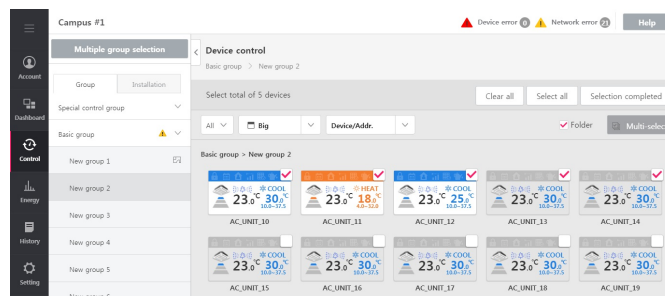 Campus #1
Device error 0
Network error 23
Help
Account
Dashboard
Control
Energy
History
Setting
Multiple group selection
Group
Installation
Special control group
Basic group
New group 1
New group 2
New group 3
New group 4
New group 5
Device control
Basic group > New group 2
Select total of 5 devices
Clear all
Select all
Selection completed
All
Big
Device/Addr.
Folder
Multi-selec
Basic group > New group 2
COOL
23.0℃ 30.0℃
10.0~37.5
AC_UNIT_10
HEAT
23.0℃ 18.0℃
4.0~32.0
AC_UNIT_11
COOL
23.0℃ 25.0℃
10.0~37.5
AC_UNIT_12
COOL
23.0℃ 30.0℃
10.0~37.5
AC_UNIT_13
COOL
23.0℃ 30.0℃
10.0~37.5
AC_UNIT_14
COOL
23.0℃ 30.0℃
10.0~37.5
AC_UNIT_15
COOL
23.0℃ 30.0℃
10.0~37.5
AC_UNIT_16
COOL
23.0℃ 30.0℃
10.0~37.5
AC_UNIT_17
COOL
23.0℃ 30.0℃
10.0~37.5
AC_UNIT_18
COOL
23.0℃ 30.0℃
10.0~37.5
AC_UNIT_19